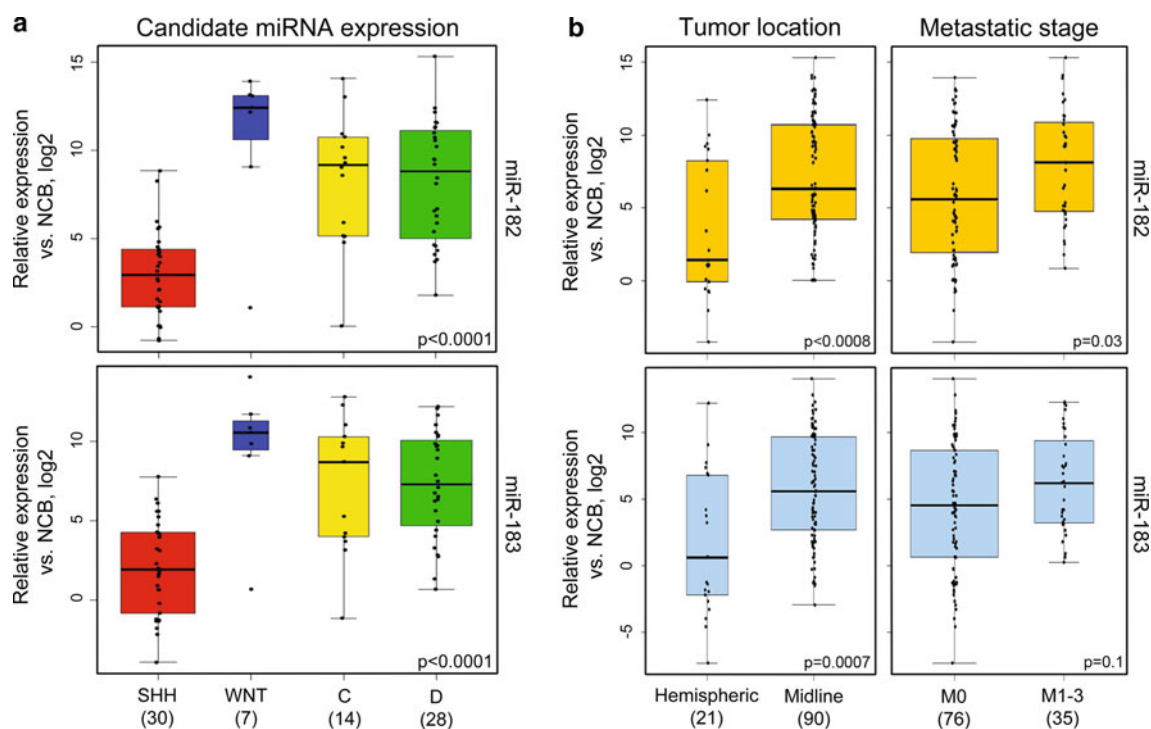 a
Candidate miRNA expression
Relative expression
vs. NCB, log2
15
10
5
0
miR-182
p<0.0001
Relative expression
vs. NCB, log2
10
5
0
miR-183
p<0.0001
SHH
WNT
C
D
(30)
(7)
(14)
(28)
b
Tumor location
Metastatic stage
Relative expression
vs. NCB, log2
15
10
5
0
miR-182
p<0.0008
p=0.03
Relative expression
vs. NCB, log2
10
5
0
-5
miR-183
p=0.0007
p=0.1
Hemispheric
Midline
M0
M1-3
(21)
(90)
(76)
(35)